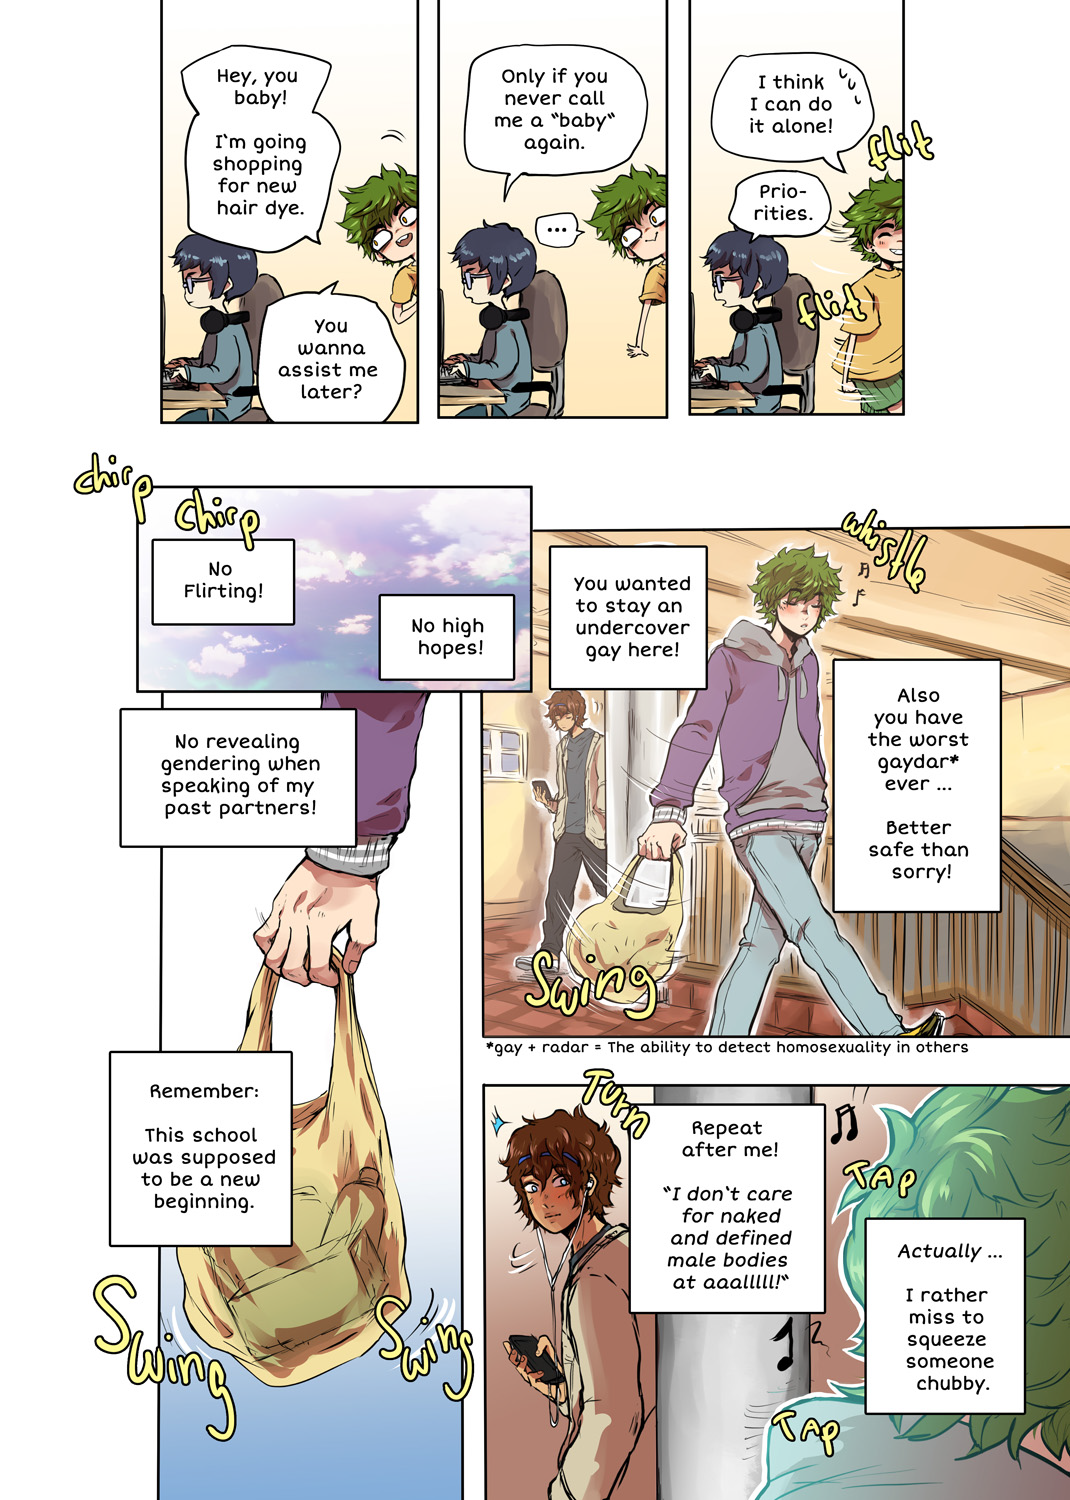 Hey, you
baby!
I'm going
shopping
for new
hair dye.
You
wanna
assist me
later?
Only if you
never call
me a "baby"
again.
...
I think
I can do
it alone!
Prio-
rities.
flit
flit
chirp
chirp
No
Flirting!
No high
hopes!
No revealing
gendering when
speaking of my
past partners!
Remember:
This school
was supposed
to be a new
beginning.
Swing
Swing
whistle
You wanted
to stay an
undercover
gay here!
Also
you have
the worst
gaydar*
ever ...
Better
safe than
sorry!
Swing
*gay + radar = The ability to detect homosexuality in others
Turn
Repeat
after me!
"I don't care
for naked
and defined
male bodies
at aaalllll!"
TAP
Actually ...
I rather
miss to
squeeze
someone
chubby.
TAP